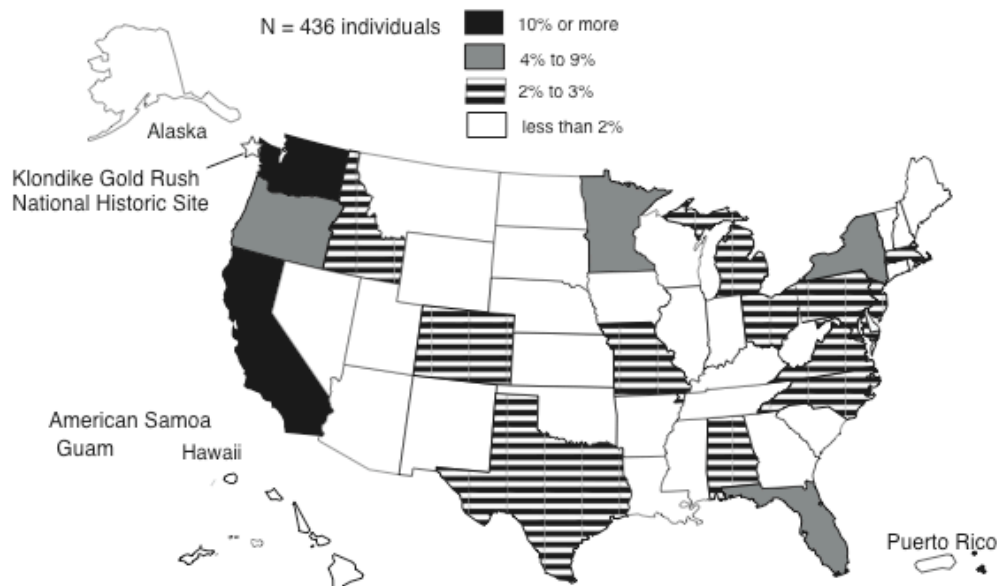 N = 436 individuals
10% or more
4% to 9%
2% to 3%
less than 2%
Alaska
Klondike Gold Rush
National Historic Site
American Samoa
Guam
Hawaii
Puerto Rico